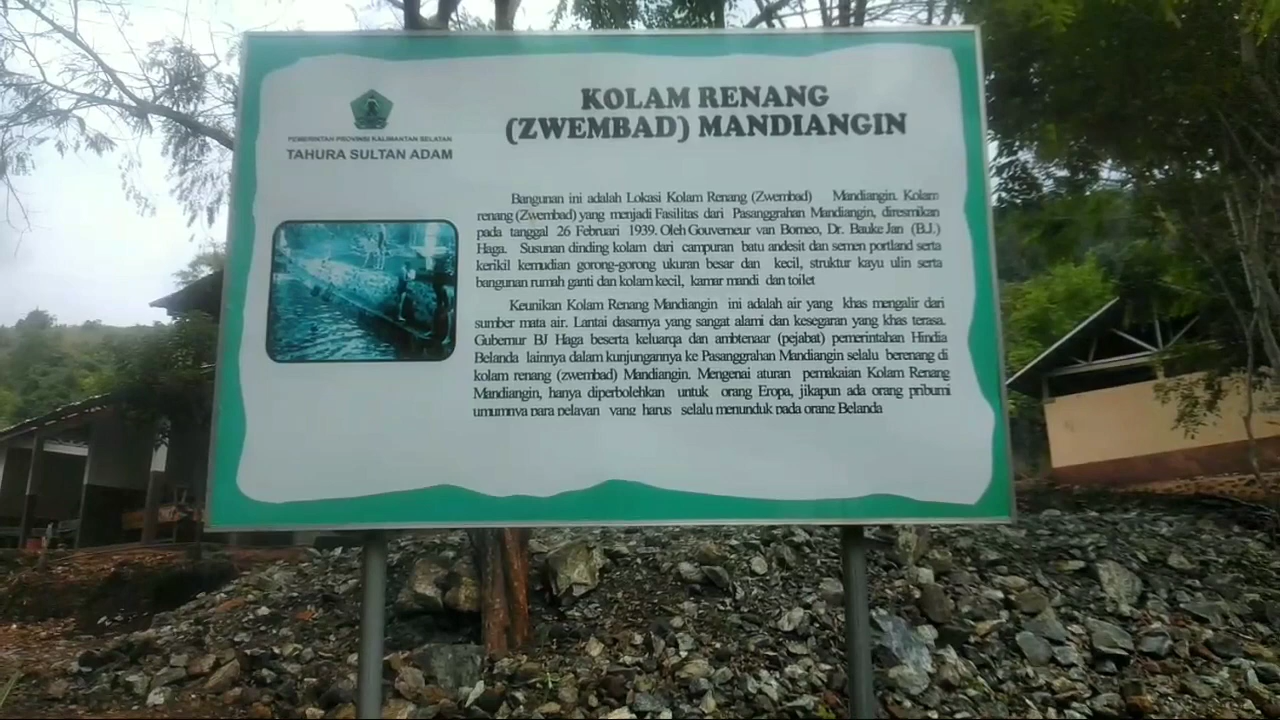 PEMERINTAH PROVINSI KALIMANTAN SELATAN
TAHURA SULTAN ADAM
KOLAM RENANG
(ZWEMBAD) MANDIANGIN
Bangunan ini adalah Lokasi Kolam Renang (Zwembad) Mandiangin. Kolam
renang (Zwembad) yang menjadi Fasilitas dari Pasanggrahan Mandiangin, diresmikan
pada tanggal 26 Februari 1939. Oleh Gouverneur van Borneo, Dr. Bauke Jan (B.J.)
Haga. Susunan dinding kolam dari campuran batu andesit dan semen portland serta
kerikil kemudian gorong-gorong ukuran besar dan kecil, struktur kayu ulin serta
bangunan rumah ganti dan kolam kecil, kamar mandi dan toilet
Keunikan Kolam Renang Mandiangin ini adalah air yang khas mengalir dari
sumber mata air. Lantai dasarnya yang sangat alami dan kesegaran yang khas terasa.
Gubernur BJ Haga beserta keluarqa dan ambtenaar (pejabat) pemerintahan Hindia
Belanda lainnya dalam kunjungannya ke Pasanggrahan Mandiangin selalu berenang di
kolam renang (zwembad) Mandiangin. Mengenai aturan pemakaian Kolam Renang
Mandiangin, hanya diperbolehkan untuk orang Eropa, jikapun ada orang pribumi
umumnya para pelayan yang harus selalu menunduk pada orang Belanda